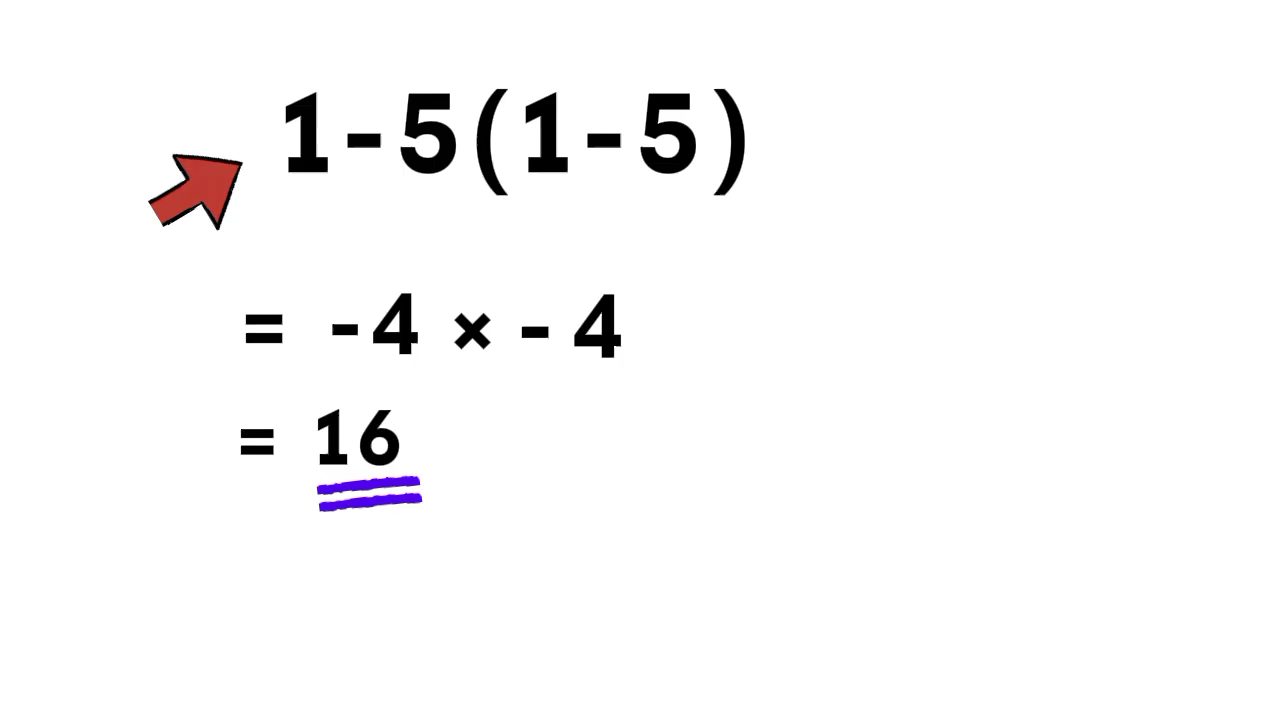 1-5(1-5)
= -4 × - 4
= 16